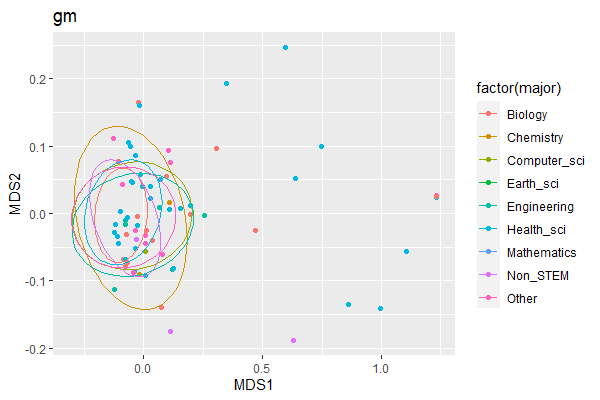 gm
factor(major)
Biology
Chemistry
Computer_sci
Earth_sci
Engineering
Health_sci
Mathematics
Non_STEM
Other
MDS2
0.2
0.1
0.0
-0.1
-0.2
0.0 0.5 1.0
MDS1